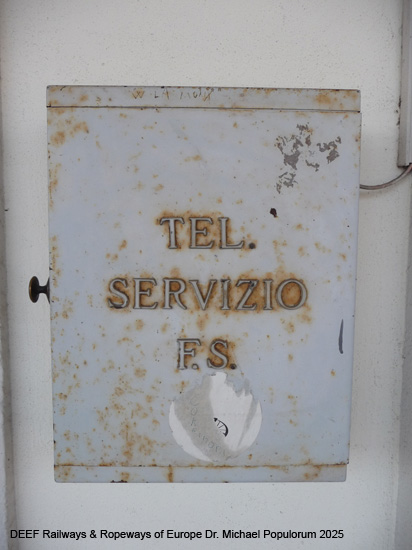 TEL.
SERVIZIO
F.S.
DEEF Railways & Ropeways of Europe Dr. Michael Populorum 2025